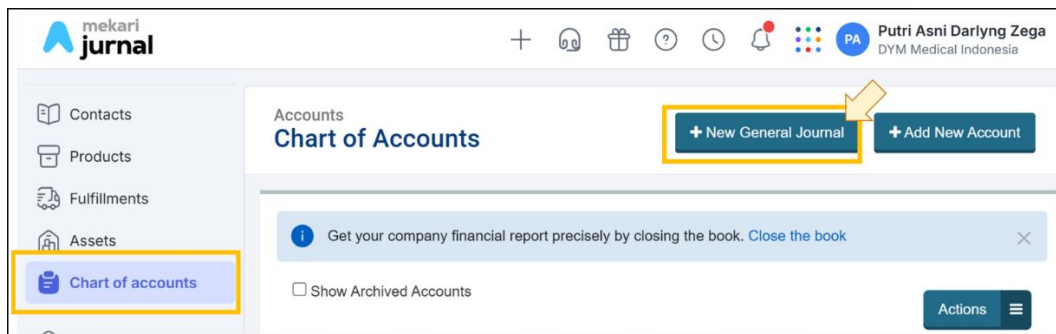 mekari
jurnal
PA
Putri Asni Darlyng Zega
DYM Medical Indonesia
Contacts
Products
Fulfillments
Assets
Chart of accounts
Accounts
Chart of Accounts
+ New General Journal
+ Add New Account
Get your company financial report precisely by closing the book. Close the book
Show Archived Accounts
Actions